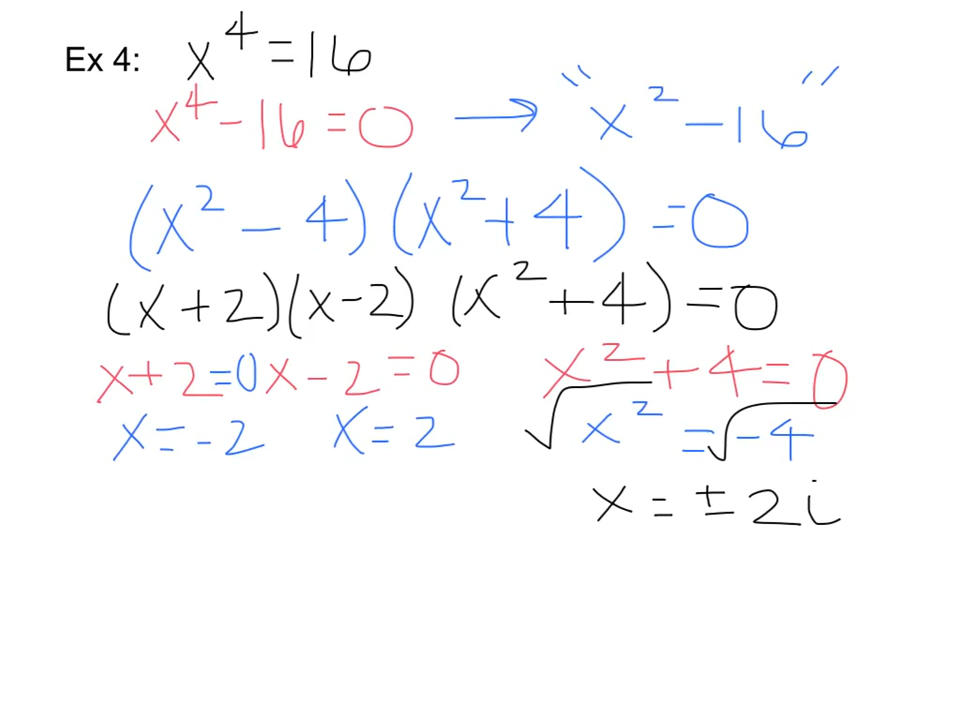 Ex 4: x⁴ = 16
x⁴ - 16 = 0 → "x² - 16"
(x² - 4)(x² + 4) = 0
(x + 2)(x - 2) (x² + 4) = 0
x + 2 = 0 x - 2 = 0 x² + 4 = 0
x = -2 x = 2 √x² = √-4
x = ± 2i